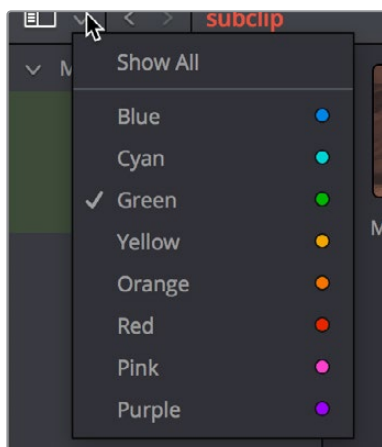 subclip
M
Show All
Blue
Cyan
Green
M
Yellow
Orange
Red
Pink
Purple